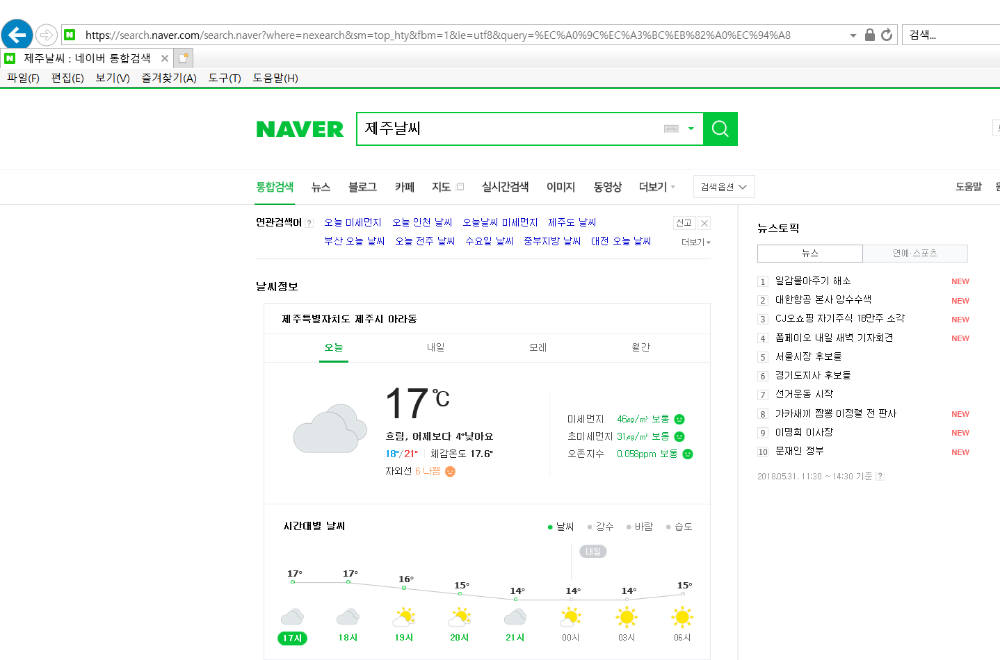 https://search.naver.com/search.naver?where=nexearch&sm=top_hty&fbm=1&ie=utf8&query=%EC%A0%9C%EC%A3%BC%EB%82%A0%EC%94%A8
검색...
제주날씨 : 네이버 통합검색
파일(F) 편집(E) 보기(V) 즐겨찾기(A) 도구(T) 도움말(H)
NAVER 제주날씨
통합검색 뉴스 블로그 카페 지도 실시간검색 이미지 동영상 더보기 검색옵션 도움말
연관검색어 ? 오늘 미세먼지 오늘 인천 날씨 오늘날씨 미세먼지 제주도 날씨 신고
부산 오늘 날씨 오늘 전주 날씨 수요일 날씨 중부지방 날씨 대전 오늘 날씨 더보기
날씨정보
제주특별자치도 제주시 아라동
오늘 내일 모레 월간
17℃
흐림, 어제보다 4°낮아요
18°/21° 체감온도 17.6°
자외선 6 나쁨
미세먼지 46㎍/㎥ 보통
초미세먼지 31㎍/㎥ 보통
오존지수 0.058ppm 보통
시간대별 날씨
날씨 강수 바람 습도
내일
17° 17° 16° 15° 14° 14° 14° 15°
17시 18시 19시 20시 21시 00시 03시 06시
뉴스토픽
뉴스 연예·스포츠
1 일감몰아주기 해소 NEW
2 대한항공 본사 압수수색 NEW
3 CJ오쇼핑 자기주식 18만주 소각 NEW
4 폼페이오 내일 새벽 기자회견 NEW
5 서울시장 후보들
6 경기도지사 후보들
7 선거운동 시작
8 가카새끼 짬뽕 이정렬 전 판사 NEW
9 이명희 이사장 NEW
10 문재인 정부 NEW
2018.05.31. 11:30 ~ 14:30 기준 ?